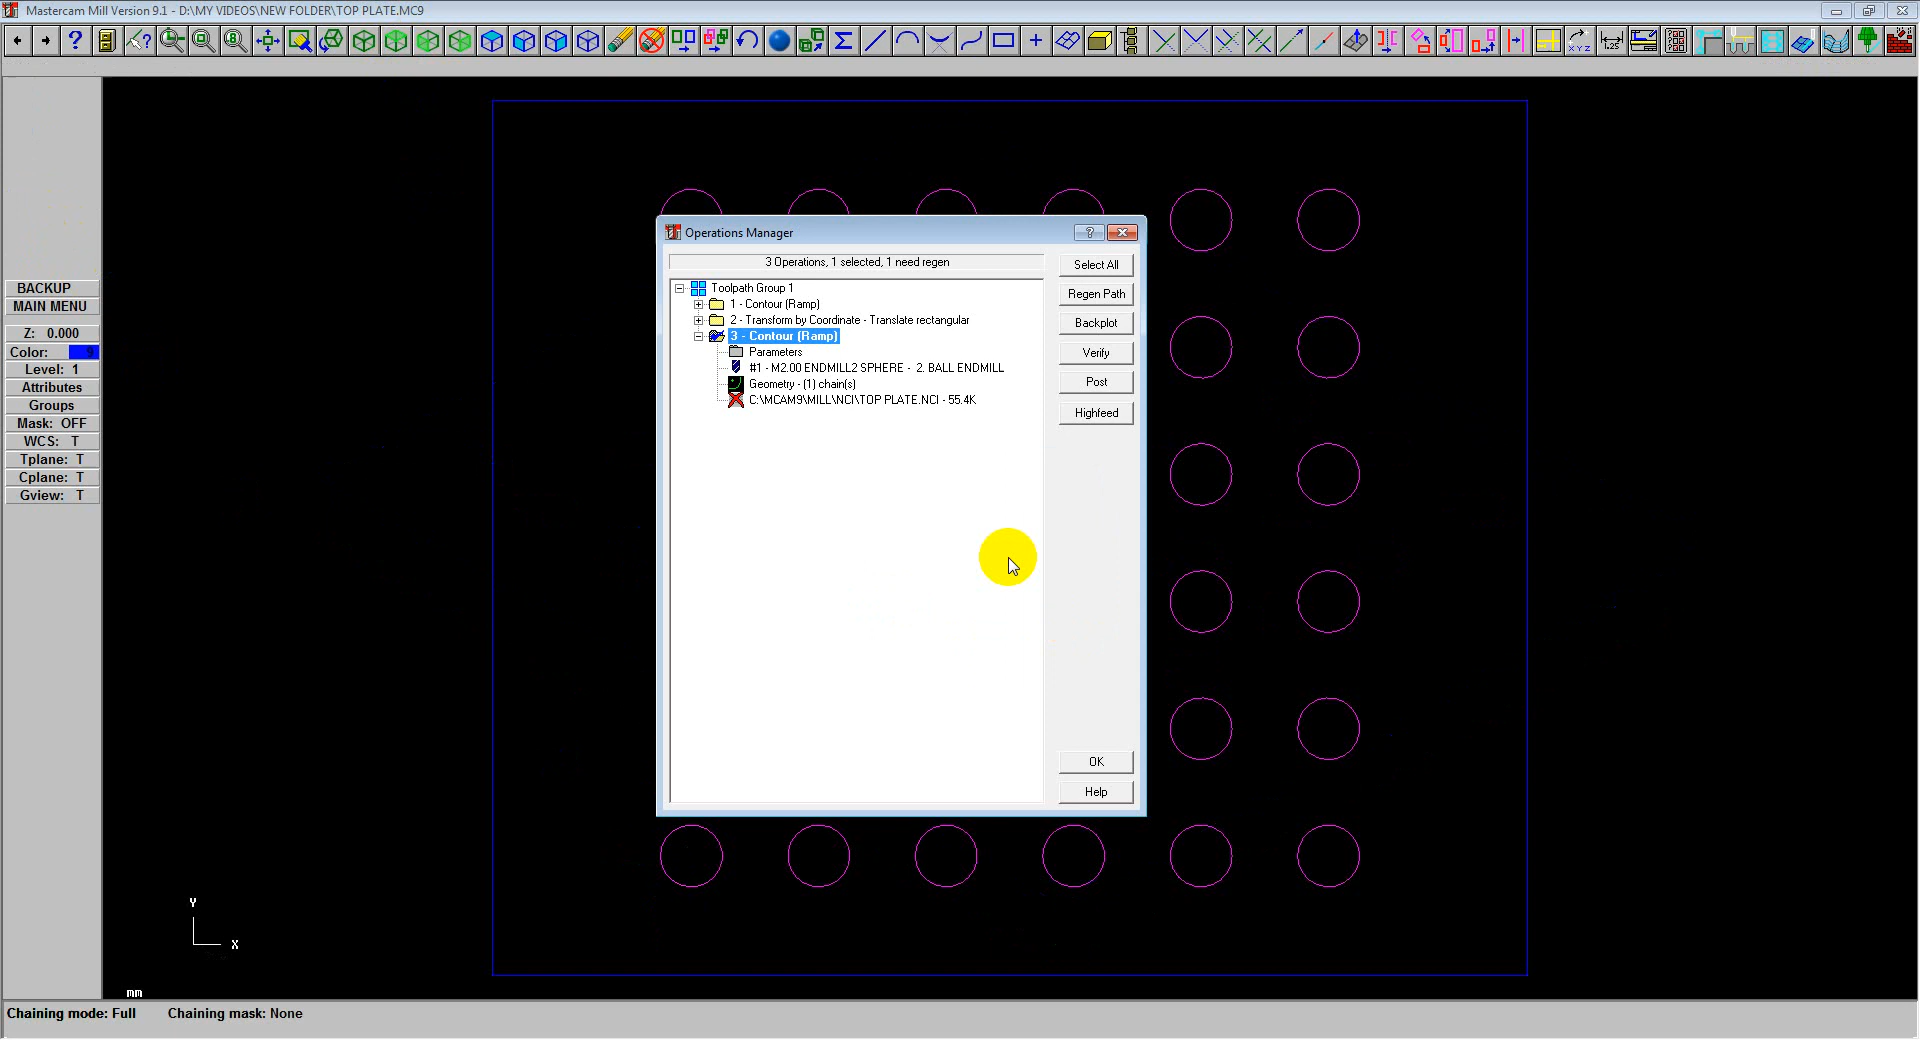 Mastercam Mill Version 9.1 - D:\MY VIDEOS\NEW FOLDER\TOP PLATE.MC9
BACKUP
MAIN MENU
Z: 0.000
Color: 9
Level: 1
Attributes
Groups
Mask: OFF
WCS: T
Tplane: T
Cplane: T
Gview: T
Operations Manager
3 Operations, 1 selected, 1 need regen
Toolpath Group 1
1 - Contour (Ramp)
2 - Transform by Coordinate - Translate rectangular
3 - Contour (Ramp)
Parameters
#1 - M2.00 ENDMILL2 SPHERE - 2. BALL ENDMILL
Geometry - (1) chain(s)
C:\MCAM9\MILL\NCI\TOP PLATE.NCI - 55.4K
Select All
Regen Path
Backplot
Verify
Post
Highfeed
OK
Help
Y
X
mm
Chaining mode: Full Chaining mask: None